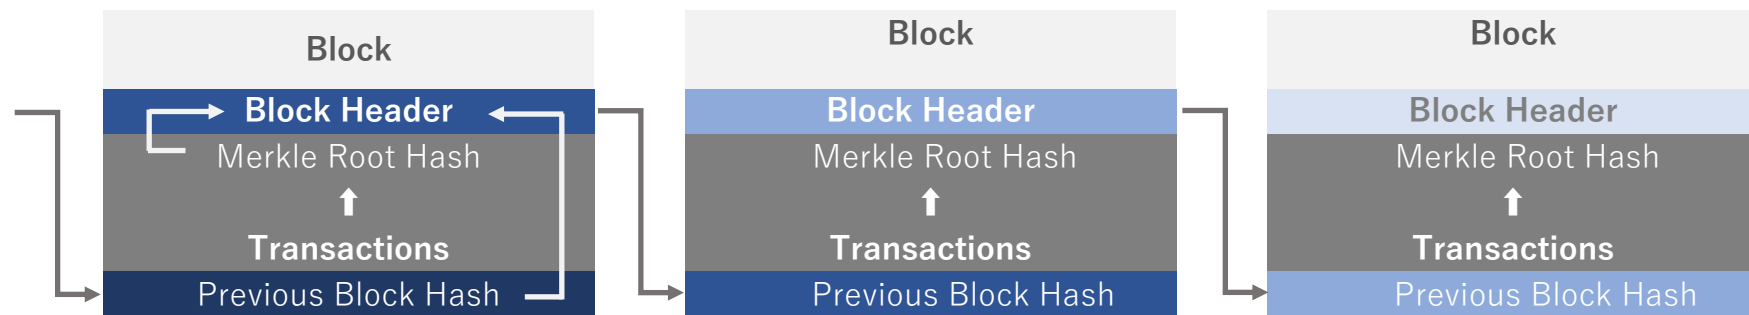 Block
Block Header
Merkle Root Hash
Transactions
Previous Block Hash
Block
Block Header
Merkle Root Hash
Transactions
Previous Block Hash
Block
Block Header
Merkle Root Hash
Transactions
Previous Block Hash